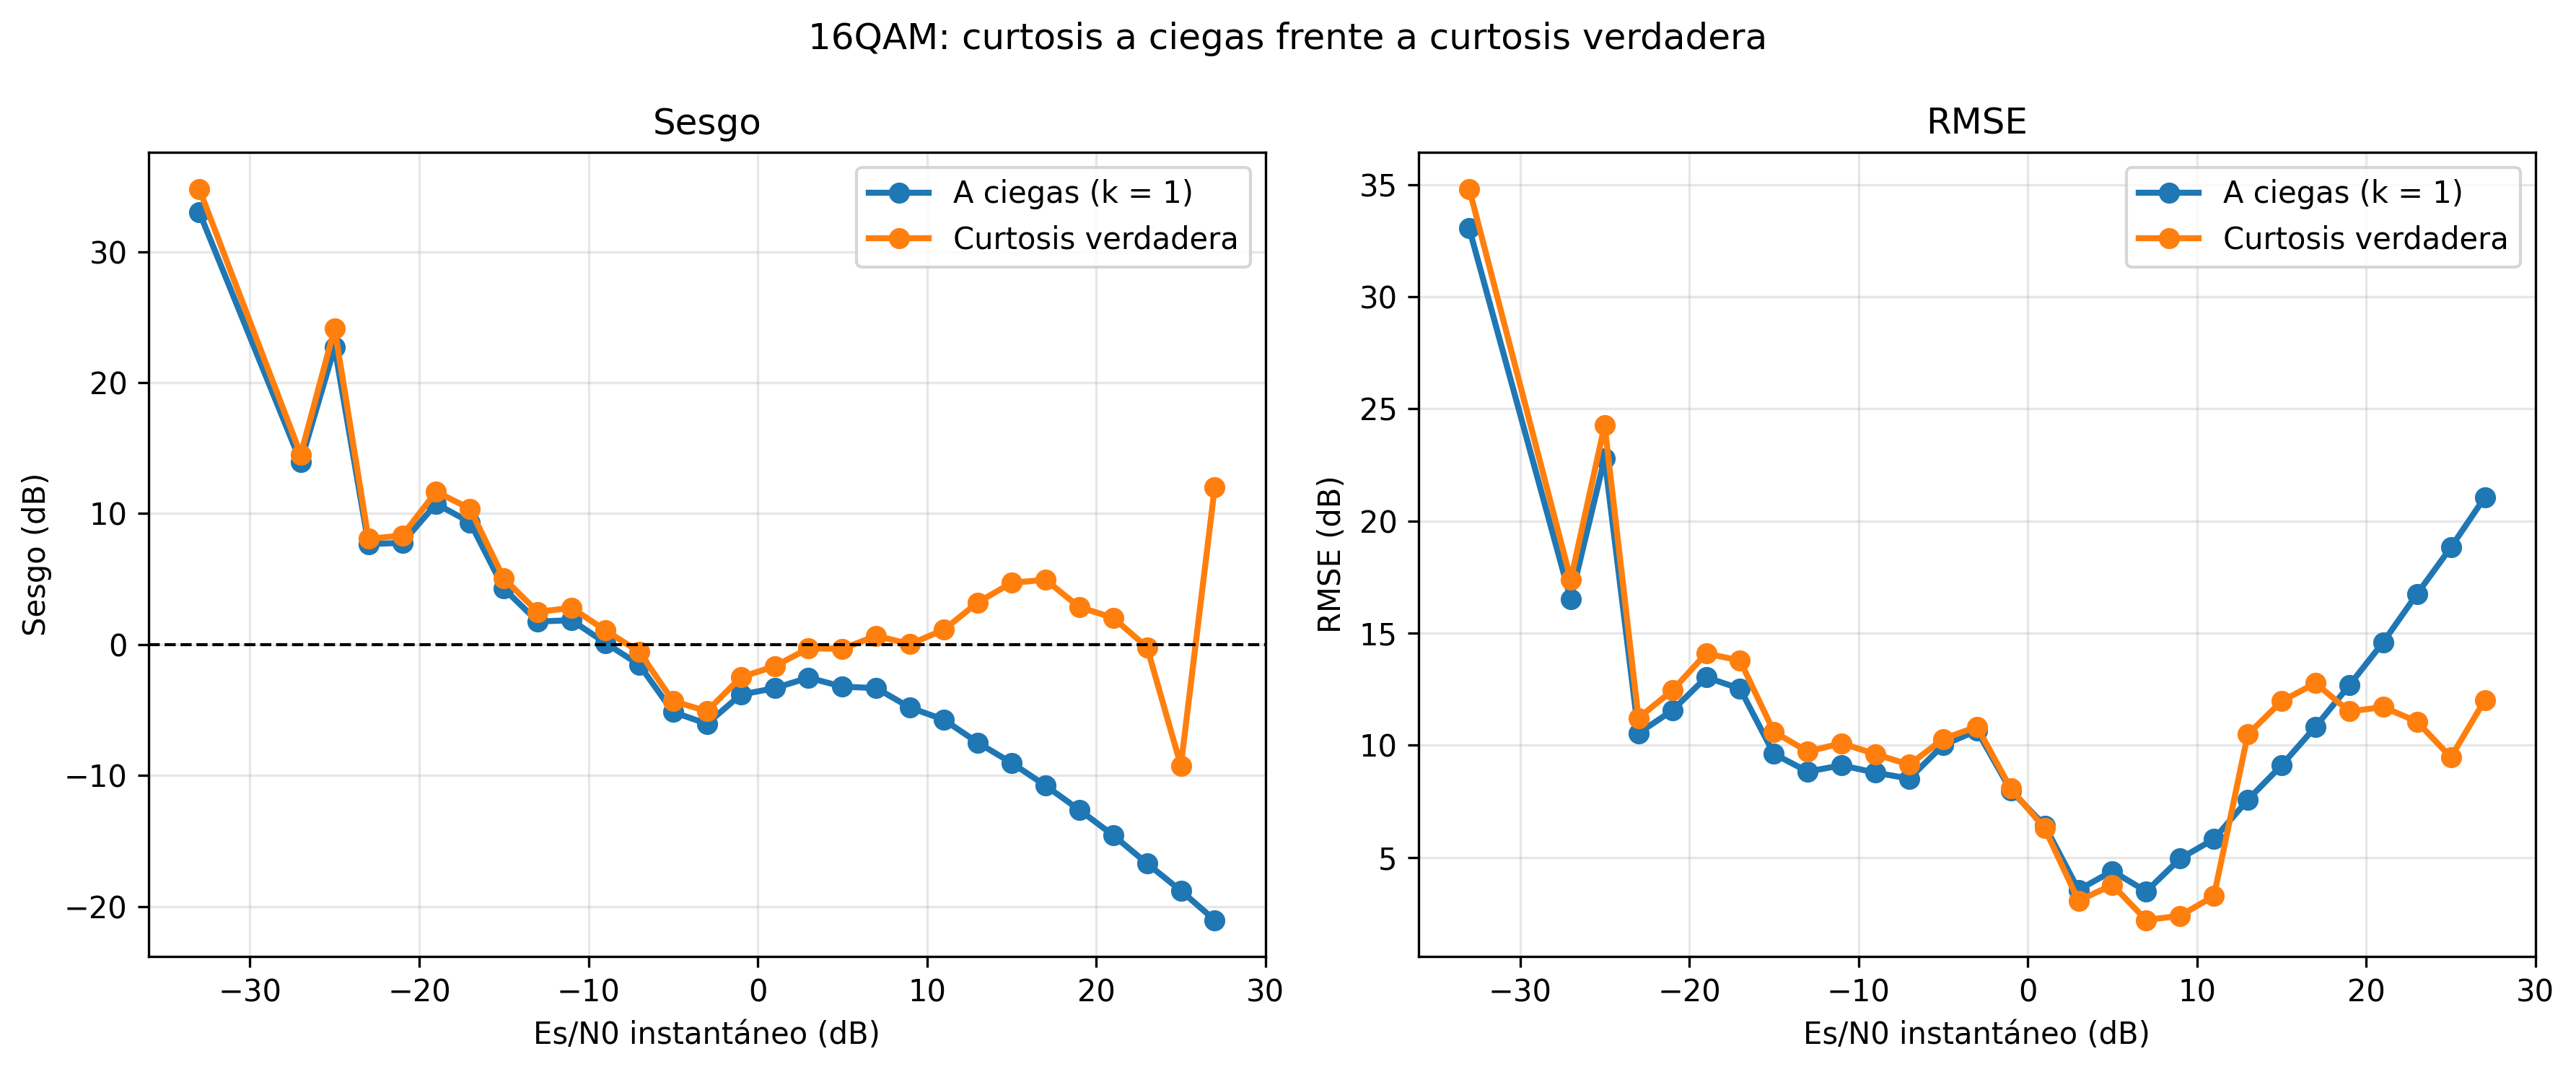 16QAM: curtosis a ciegas frente a curtosis verdadera
Sesgo
A ciegas (k = 1)
Curtosis verdadera
30
20
10
0
−10
−20
Sesgo (dB)
−30
−20
−10
0
10
20
30
Es/N0 instantáneo (dB)
RMSE
A ciegas (k = 1)
Curtosis verdadera
35
30
25
20
15
10
5
RMSE (dB)
−30
−20
−10
0
10
20
30
Es/N0 instantáneo (dB)